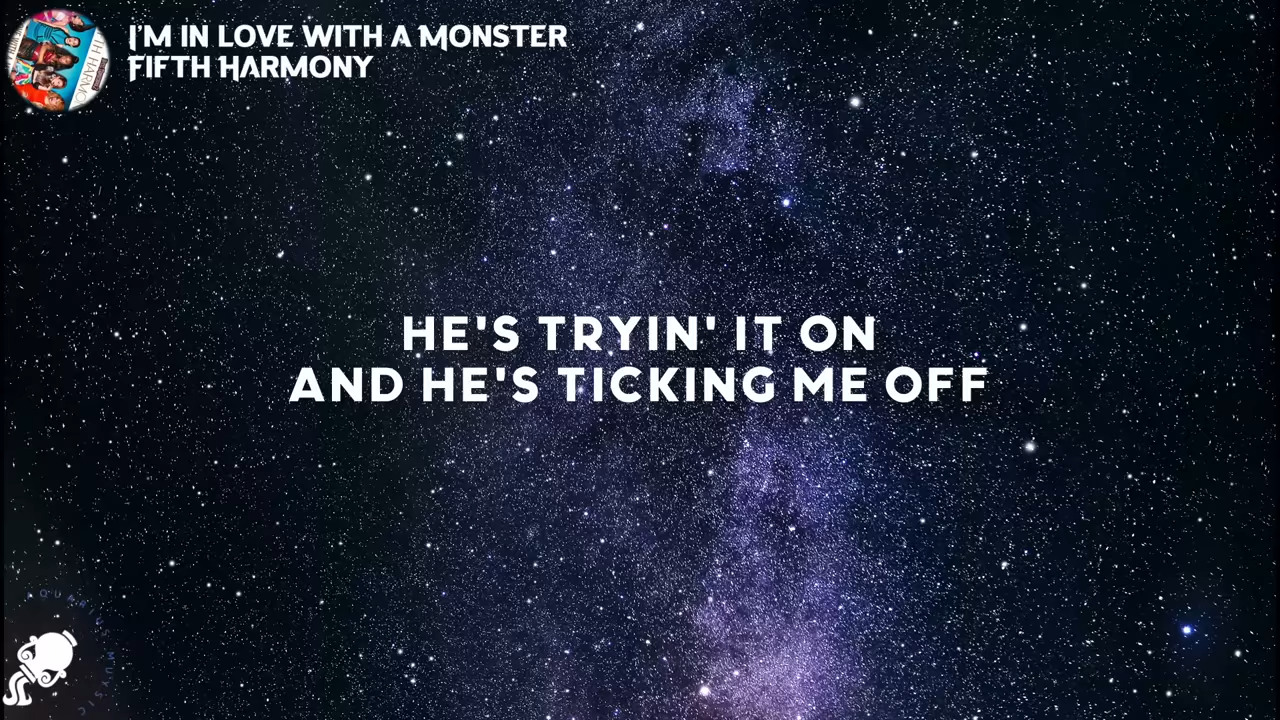 I'M IN LOVE WITH A MONSTER
FIFTH HARMONY
HE'S TRYIN' IT ON
AND HE'S TICKING ME OFF